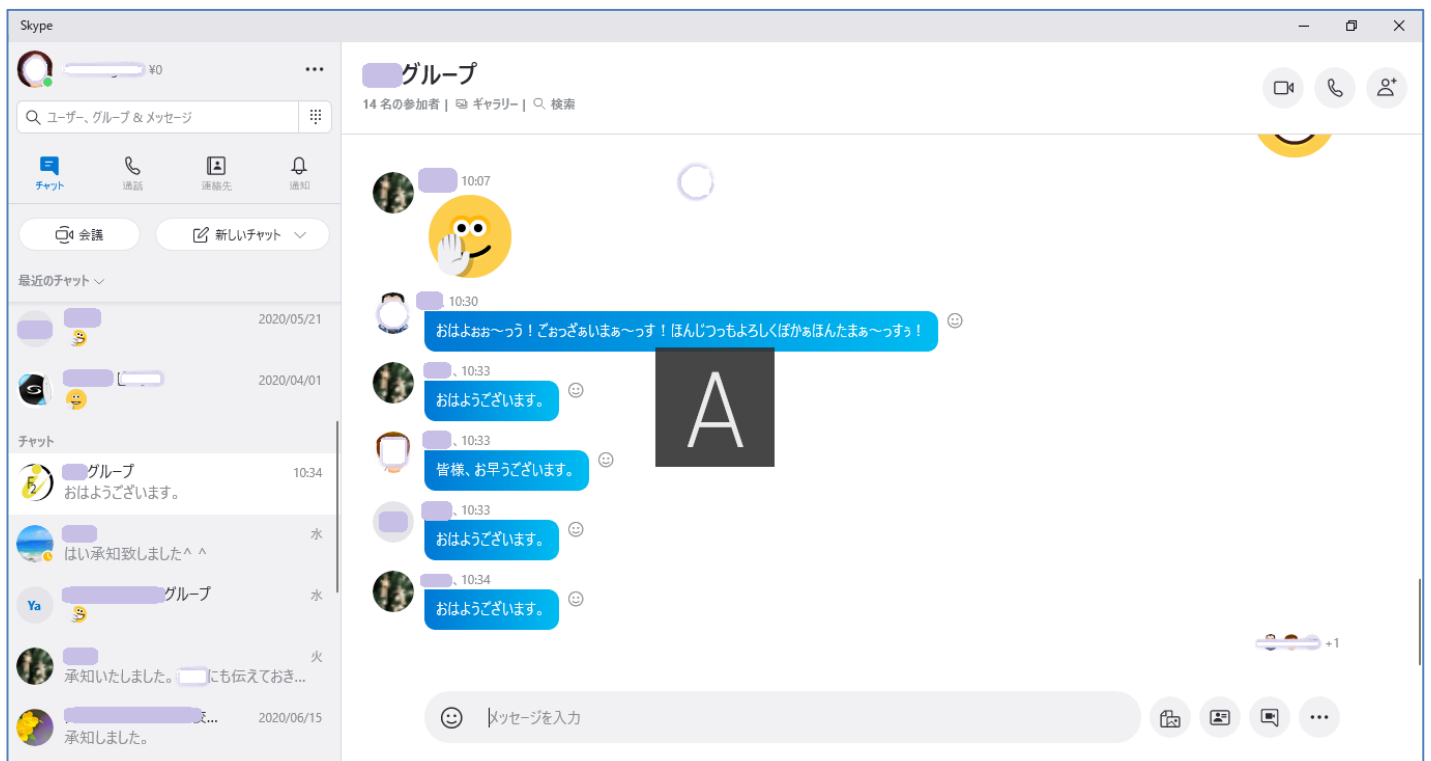 Skype
¥0
ユーザー、グループ & メッセージ
チャット
通話
連絡先
通知
会議
新しいチャット
最近のチャット
2020/05/21
2020/04/01
チャット
グループ
10:34
おはようございます。
水
はい承知致しました^ ^
Ya
グループ
水
火
承知いたしました。
にも伝えておき...
...
2020/06/15
承知しました。
グループ
14 名の参加者 | ギャラリー | 検索
10:07
、10:30
おはよぉぉ～っう！ごぉっざぁいまぁ～っす！ほんじつっもよろしくぽかぁほんたまぁ～っすぅ！
、10:33
おはようございます。
、10:33
皆様、お早うございます。
、10:33
おはようございます。
、10:34
おはようございます。
A
+1
メッセージを入力